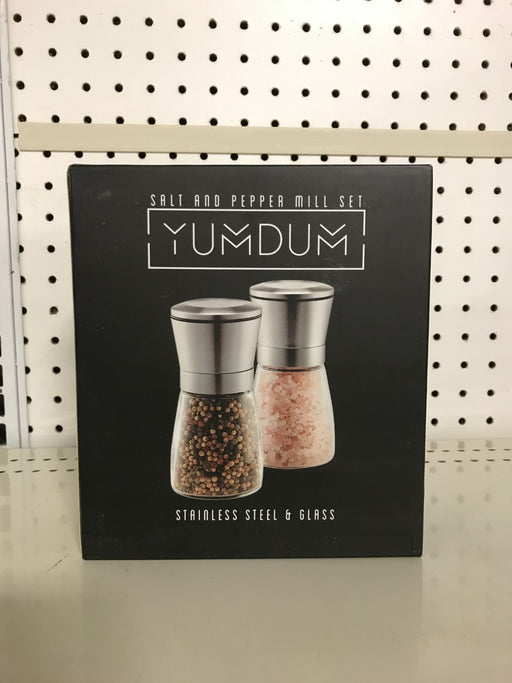 SALT AND PEPPER MILL SET
YUMDUM
STAINLESS STEEL & GLASS